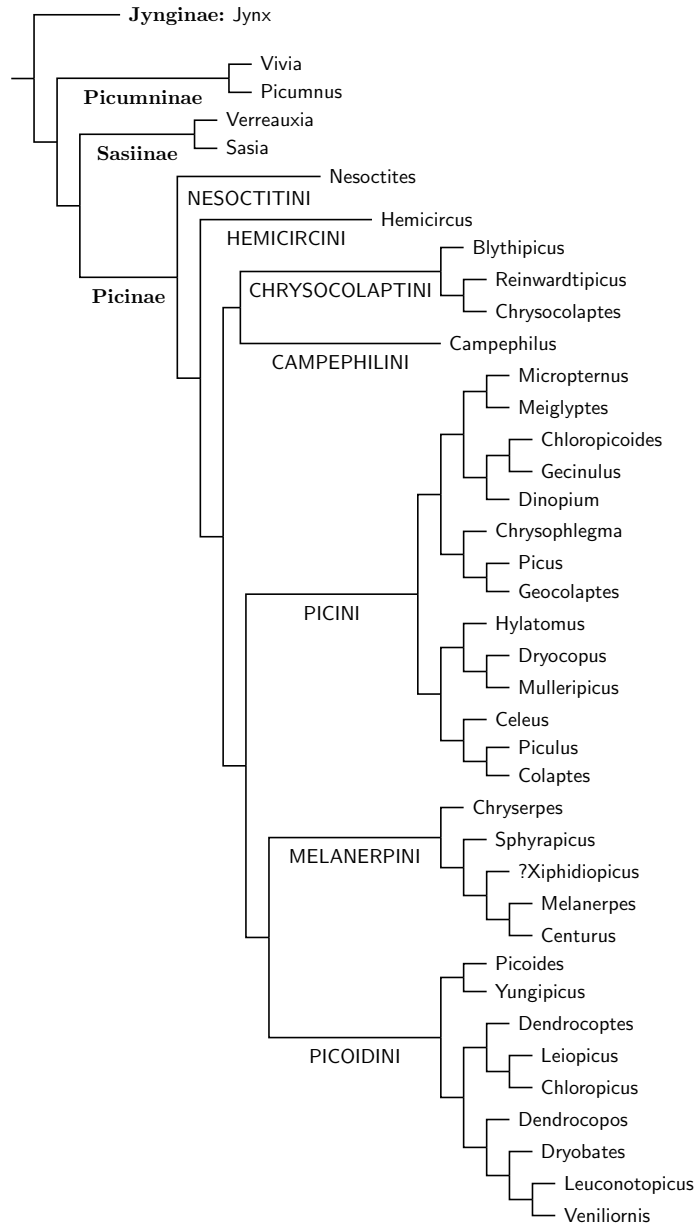 Jynginae: Jynx
Vivia
Picumninae
Picumnus
Verreauxia
Sasiinae
Sasia
Nesoctites
NESOCTITINI
Hemicircus
HEMICIRCINI
Blythipicus
Reinwardtipicus
CHRYSOCOLAPTINI
Picinae
Chrysocolaptes
Campephilus
CAMPEPHILINI
Micropternus
Meiglyptes
Chloropicoides
Gecinulus
Dinopium
Chrysophlegma
Picus
Geocolaptes
PICINI
Hylatomus
Dryocopus
Mulleripicus
Celeus
Piculus
Colaptes
Chryserpes
Sphyrapicus
MELANERPINI
?Xiphidiopicus
Melanerpes
Centurus
Picoides
Yungipicus
Dendrocoptes
PICOIDINI
Leiopicus
Chloropicus
Dendrocopos
Dryobates
Leuconotopicus
Veniliornis